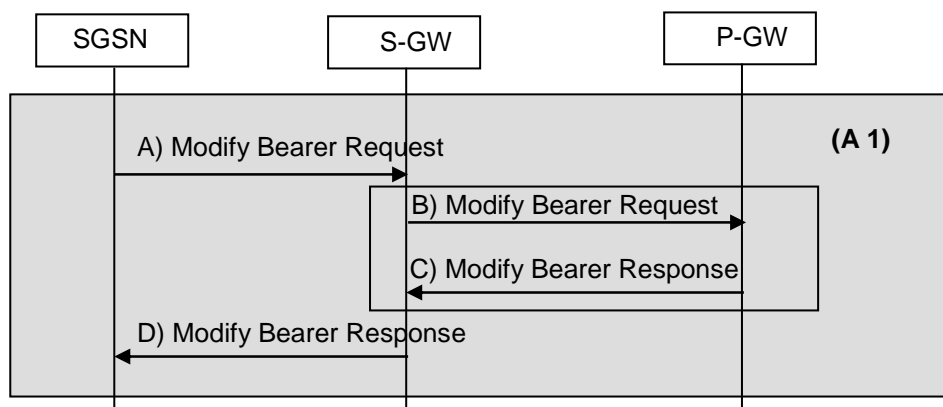 SGSN
S-GW
P-GW
(A 1)
A) Modify Bearer Request
B) Modify Bearer Request
C) Modify Bearer Response
D) Modify Bearer Response